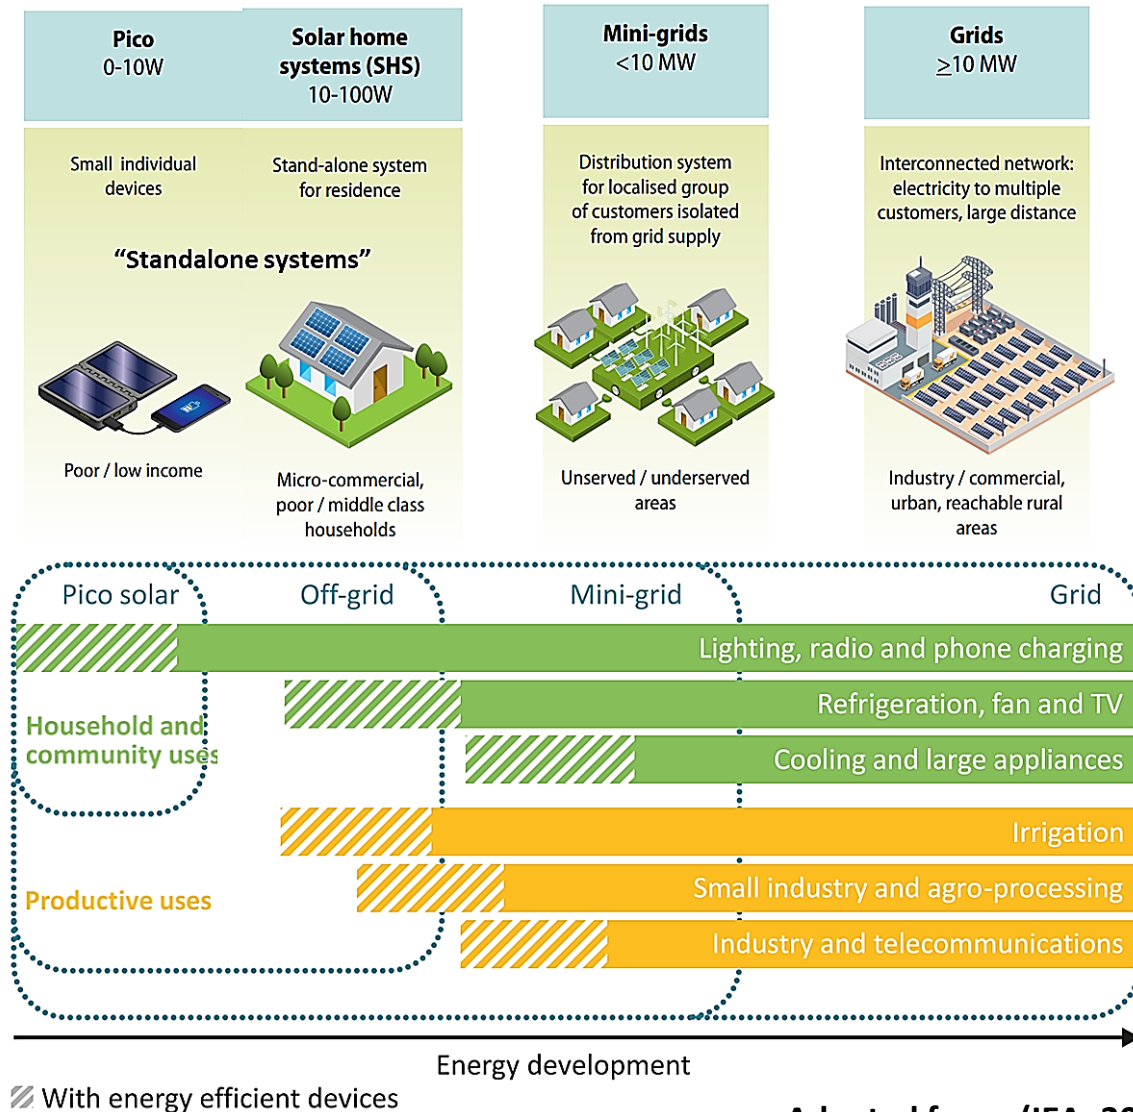 Pico
0-10W
Solar home
systems (SHS)
10-100W
Mini-grids
<10 MW
Grids
≥10 MW
Small individual
devices
Stand-alone system
for residence
Distribution system
for localised group
of customers isolated
from grid supply
Interconnected network:
electricity to multiple
customers, large distance
“Standalone systems”
Poor / low income
Micro-commercial,
poor / middle class
households
Unserved / underserved
areas
Industry / commercial,
urban, reachable rural
areas
Pico solar
Off-grid
Mini-grid
Grid
Lighting, radio and phone charging
Refrigeration, fan and TV
Household and
community uses
Cooling and large appliances
Irrigation
Small industry and agro-processing
Productive uses
Industry and telecommunications
Energy development
With energy efficient devices